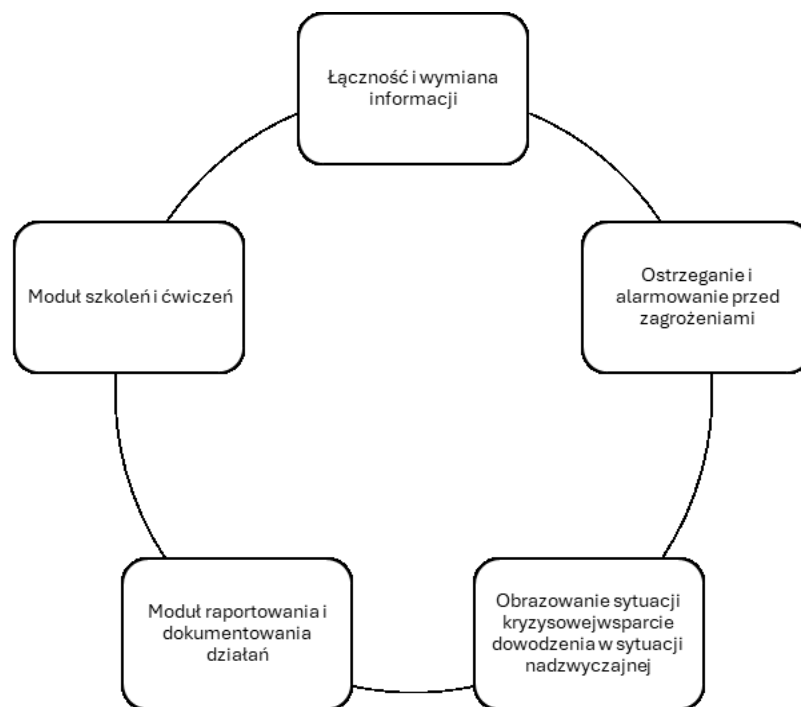 Łączność i wymiana
informacji
Ostrzeganie i
alarmowanie przed
zagrożeniami
Obrazowanie sytuacji
kryzysowejwsparcie
dowodzenia w sytuacji
nadzwyczajnej
Moduł raportowania i
dokumentowania
działań
Moduł szkoleń i ćwiczeń